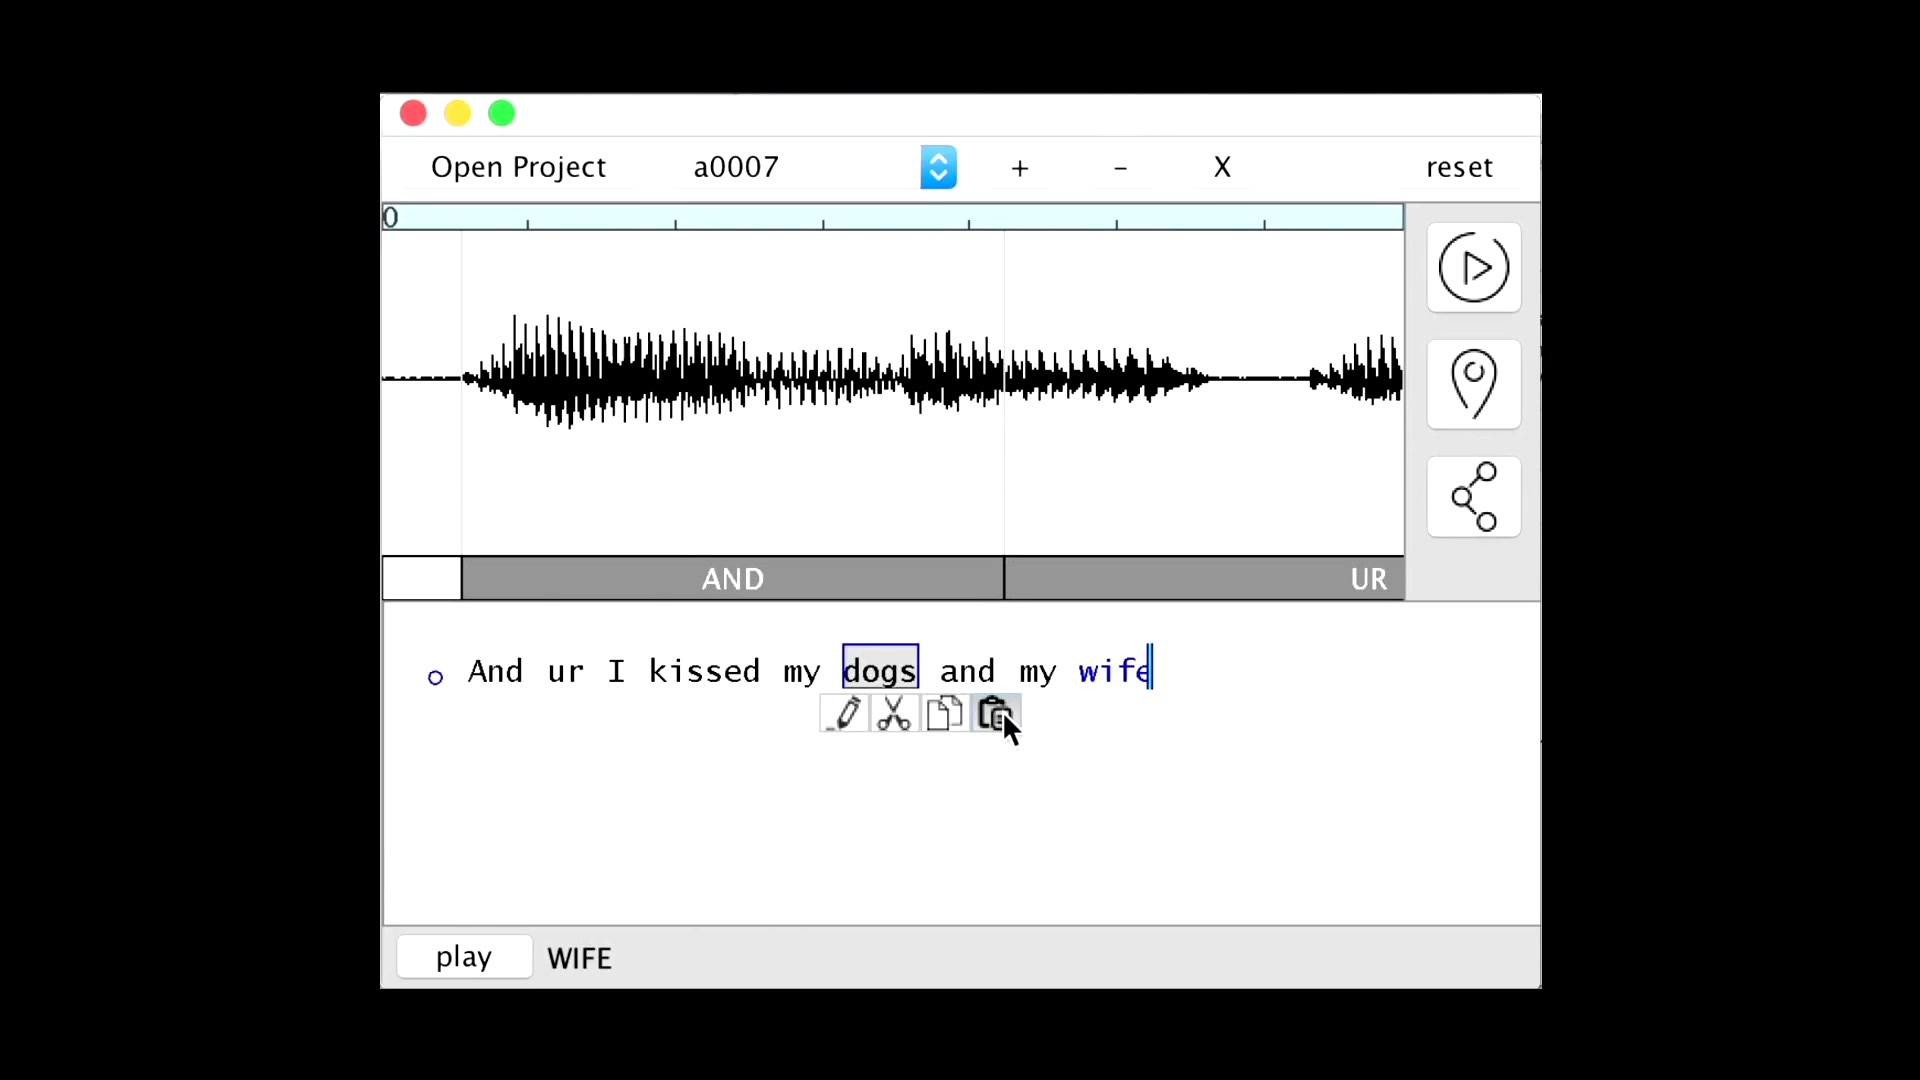 Open Project a0007 + - X reset
0
AND UR
And ur I kissed my dogs and my wife
play WIFE